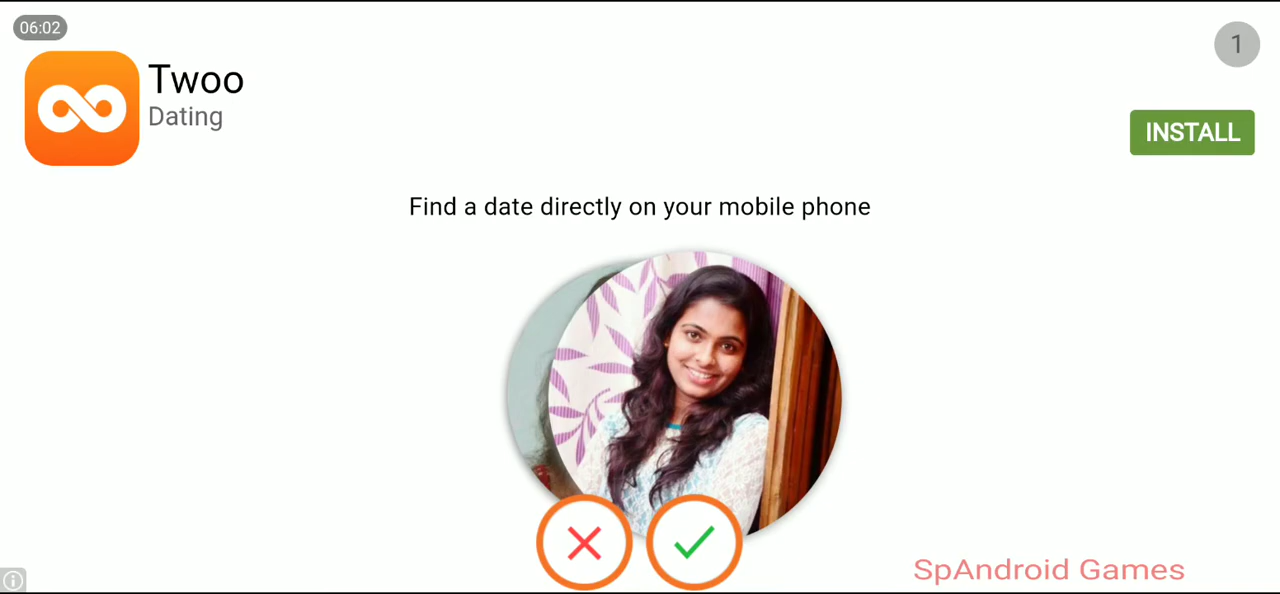 06:02
1
Twoo
Dating
INSTALL
Find a date directly on your mobile phone
SpAndroid Games